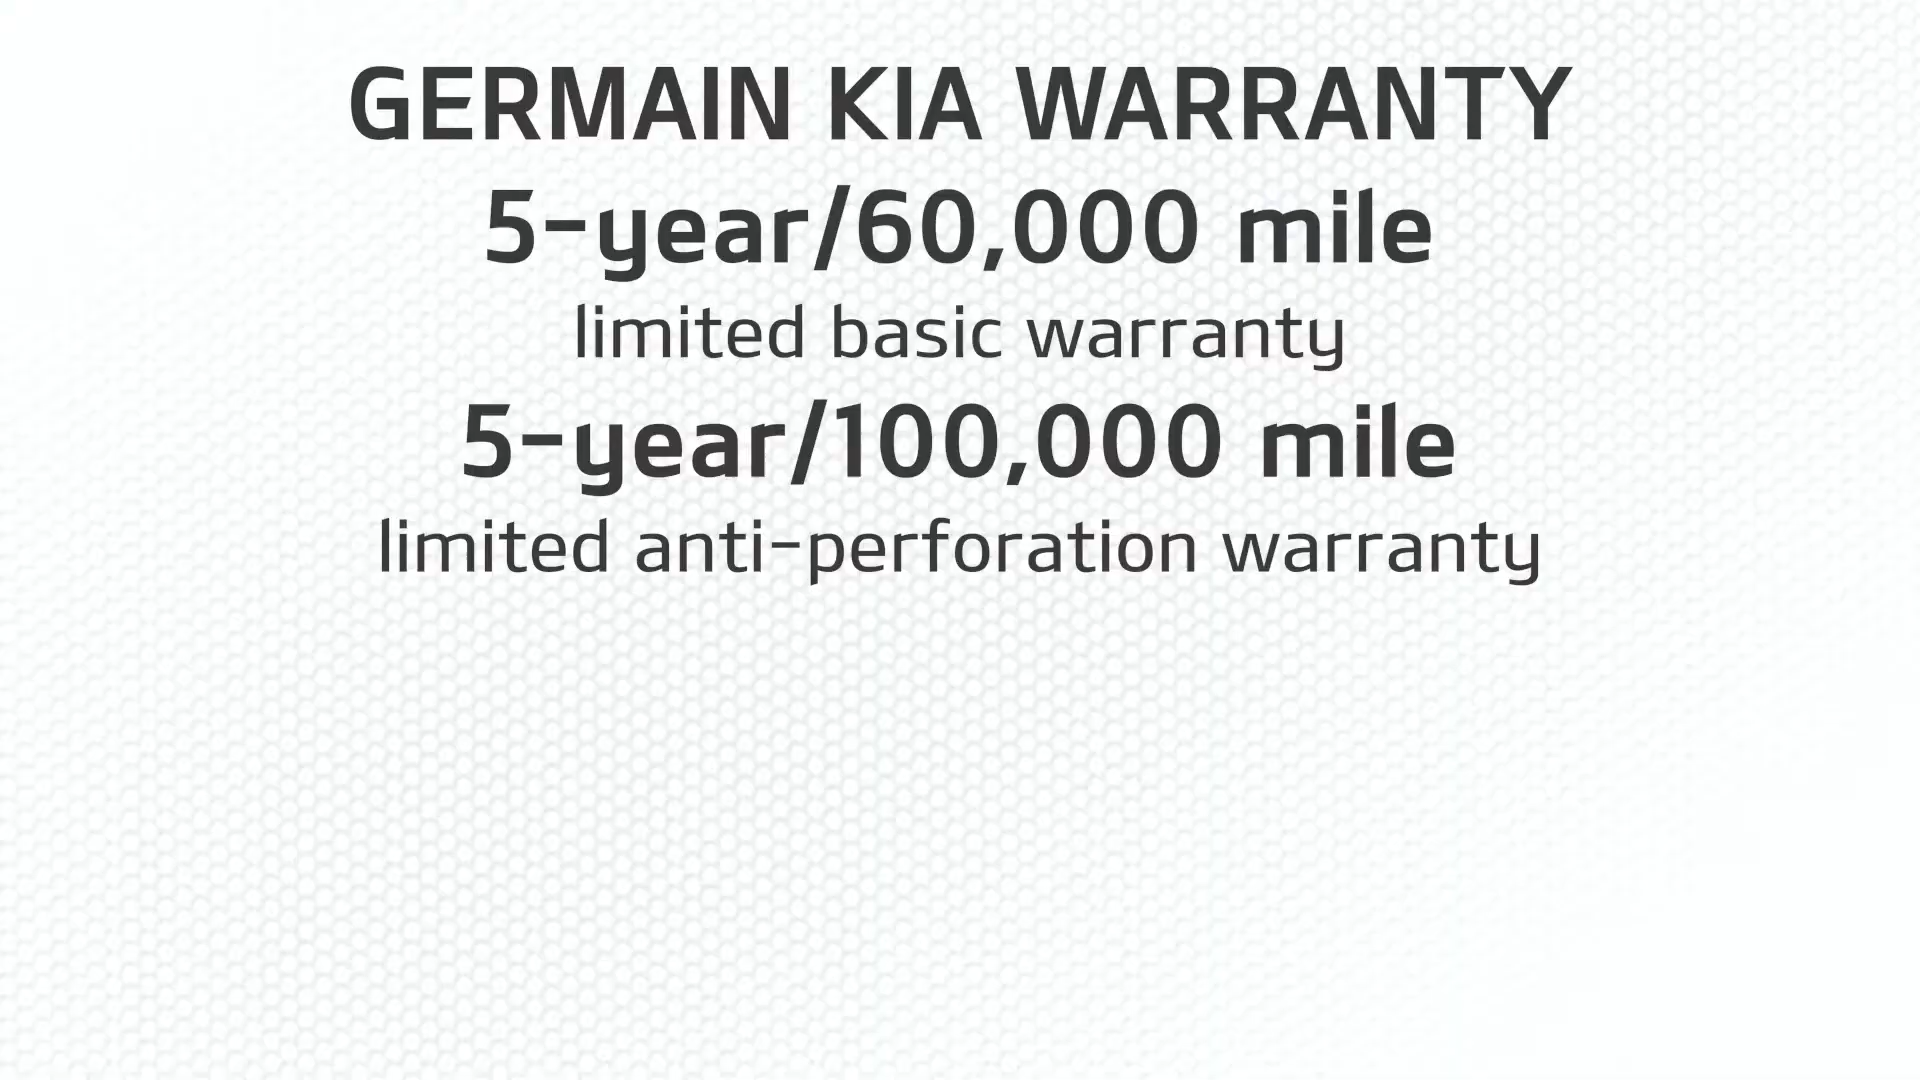 GERMAIN KIA WARRANTY
5-year/60,000 mile
limited basic warranty
5-year/100,000 mile
limited anti-perforation warranty